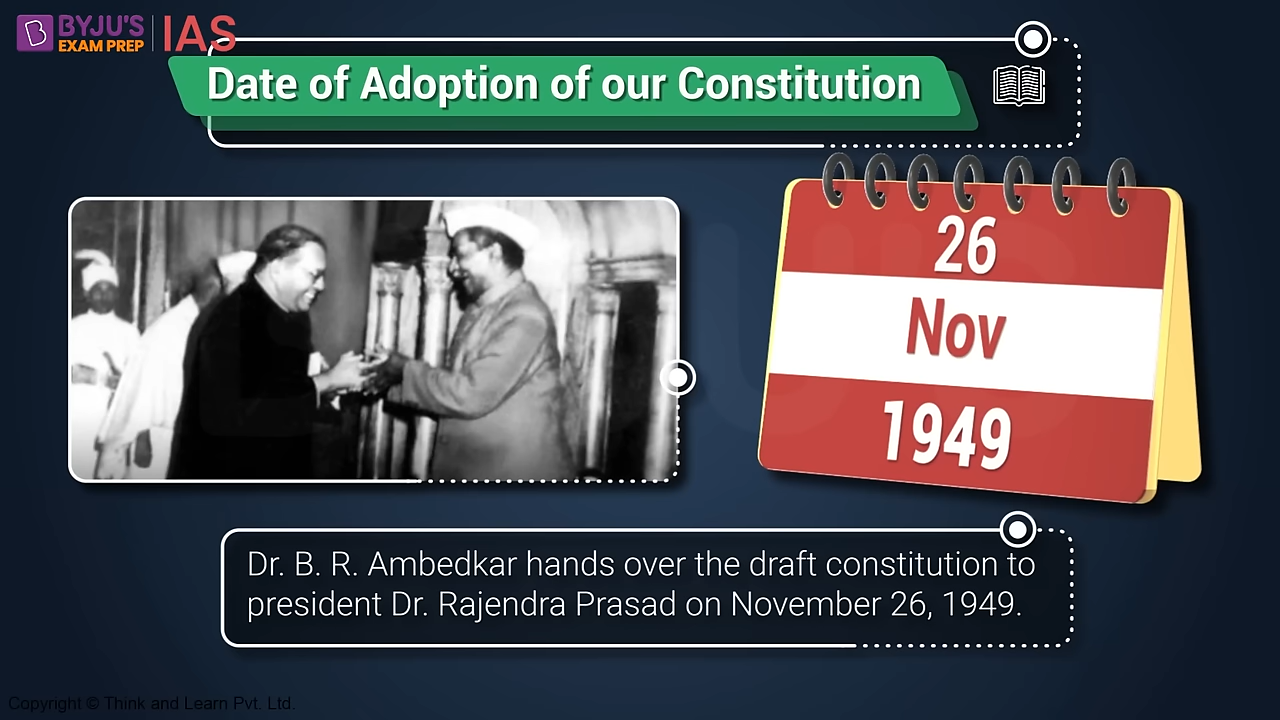 BYJU'S
EXAM PREP
IAS
Date of Adoption of our Constitution
26
Nov
1949
Dr. B. R. Ambedkar hands over the draft constitution to
president Dr. Rajendra Prasad on November 26, 1949.
Copyright © Think and Learn Pvt. Ltd.